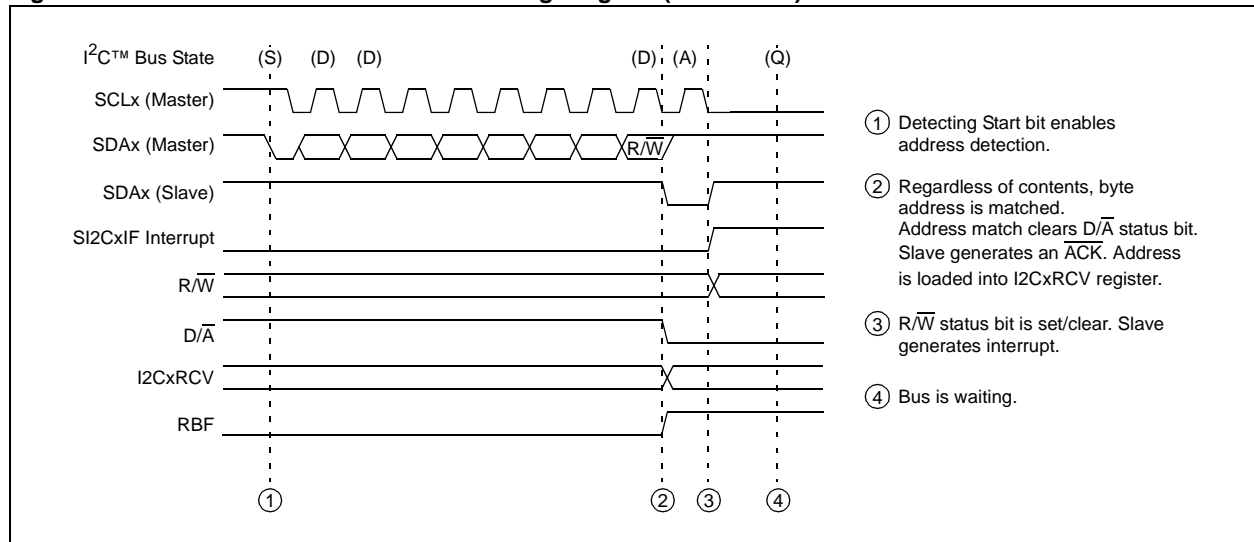 I²C™ Bus State (S) (D) (D) (D) (A) (Q)
SCLx (Master)
SDAx (Master) R/W̅
SDAx (Slave)
SI2CxIF Interrupt
R/W̅
D/A̅
I2CxRCV
RBF
1 2 3 4
1 Detecting Start bit enables
address detection.
2 Regardless of contents, byte
address is matched.
Address match clears D/A̅ status bit.
Slave generates an A̅C̅K̅. Address
is loaded into I2CxRCV register.
3 R/W̅ status bit is set/clear. Slave
generates interrupt.
4 Bus is waiting.